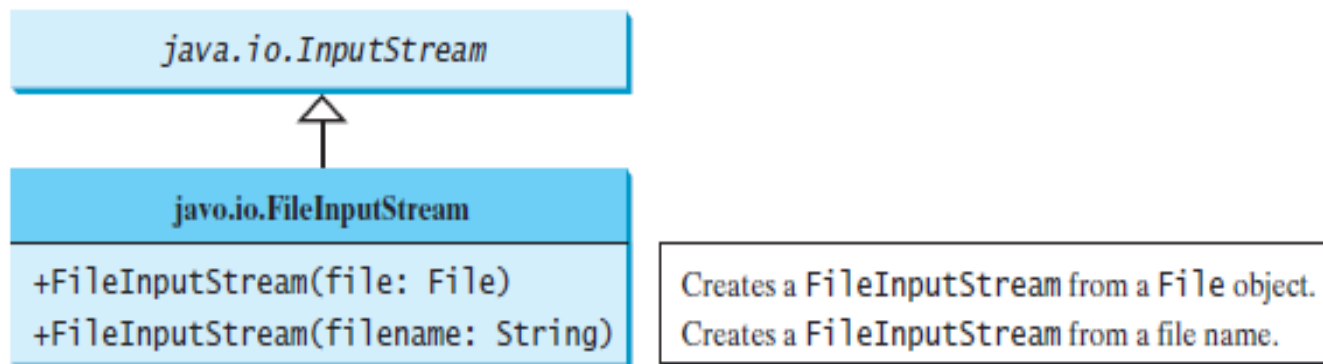 java.io.InputStream
javo.io.FileInputStream
+FileInputStream(file: File)
+FileInputStream(filename: String)
Creates a FileInputStream from a File object.
Creates a FileInputStream from a file name.